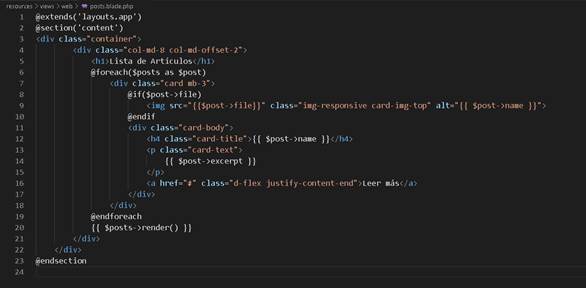 resources > views > web > posts.blade.php
1 @extends('layouts.app')
2 @section('content')
3 <div class="container">
4 <div class="col-md-8 col-md-offset-2">
5 <h1>Lista de Artículos</h1>
6 @foreach($posts as $post)
7 <div class="card mb-3">
8 @if($post->file)
9 <img src="{{$post->file}}" class="img-responsive card-img-top" alt="{{ $post->name }}">
10 @endif
11 <div class="card-body">
12 <h4 class="card-title">{{ $post->name }}</h4>
13 <p class="card-text">
14 {{ $post->excerpt }}
15 </p>
16 <a href="#" class="d-flex justify-content-end">Leer más</a>
17 </div>
18 </div>
19 @endforeach
20 {{ $posts->render() }}
21 </div>
22 </div>
23 @endsection
24